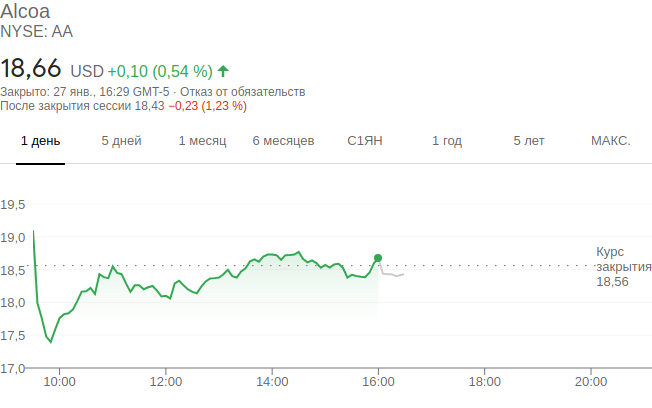 Alcoa
NYSE: AA
18,66 USD +0,10 (0,54 %)
Закрыто: 27 янв., 16:29 GMT-5 · Отказ от обязательств
После закрытия сессии 18,43 −0,23 (1,23 %)
1 день 5 дней 1 месяц 6 месяцев С1ЯН 1 год 5 лет МАКС.
19,5
19,0
Курс
закрытия
18,56
18,5
18,0
17,5
17,0
10:00 12:00 14:00 16:00 18:00 20:00